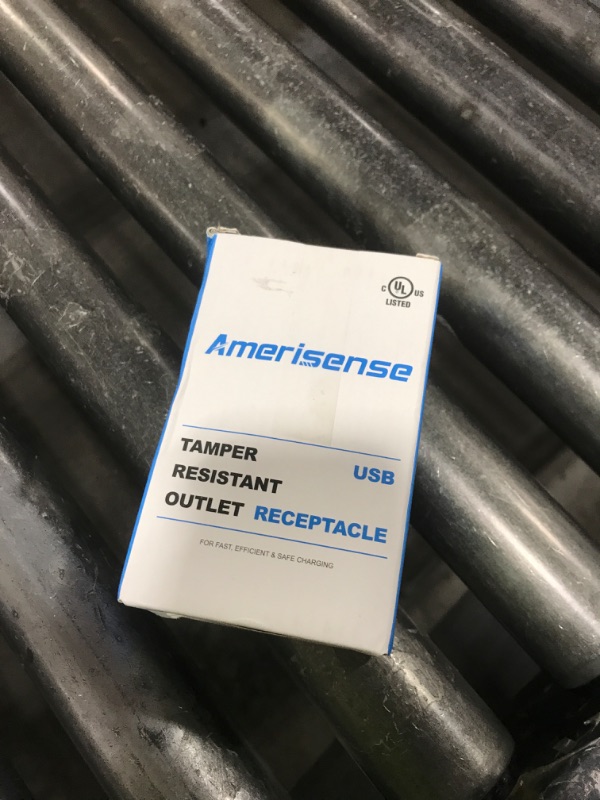 C UL US
LISTED
Amerisense
TAMPER
RESISTANT USB
OUTLET RECEPTACLE
FOR FAST, EFFICIENT & SAFE CHARGING